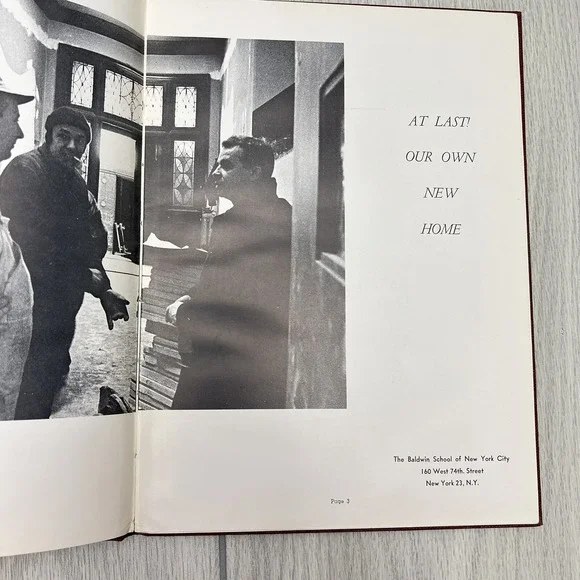 AT LAST!
OUR OWN
NEW
HOME
The Baldwin School of New York City
160 West 74th. Street
New York 23, N.Y.
Page 3